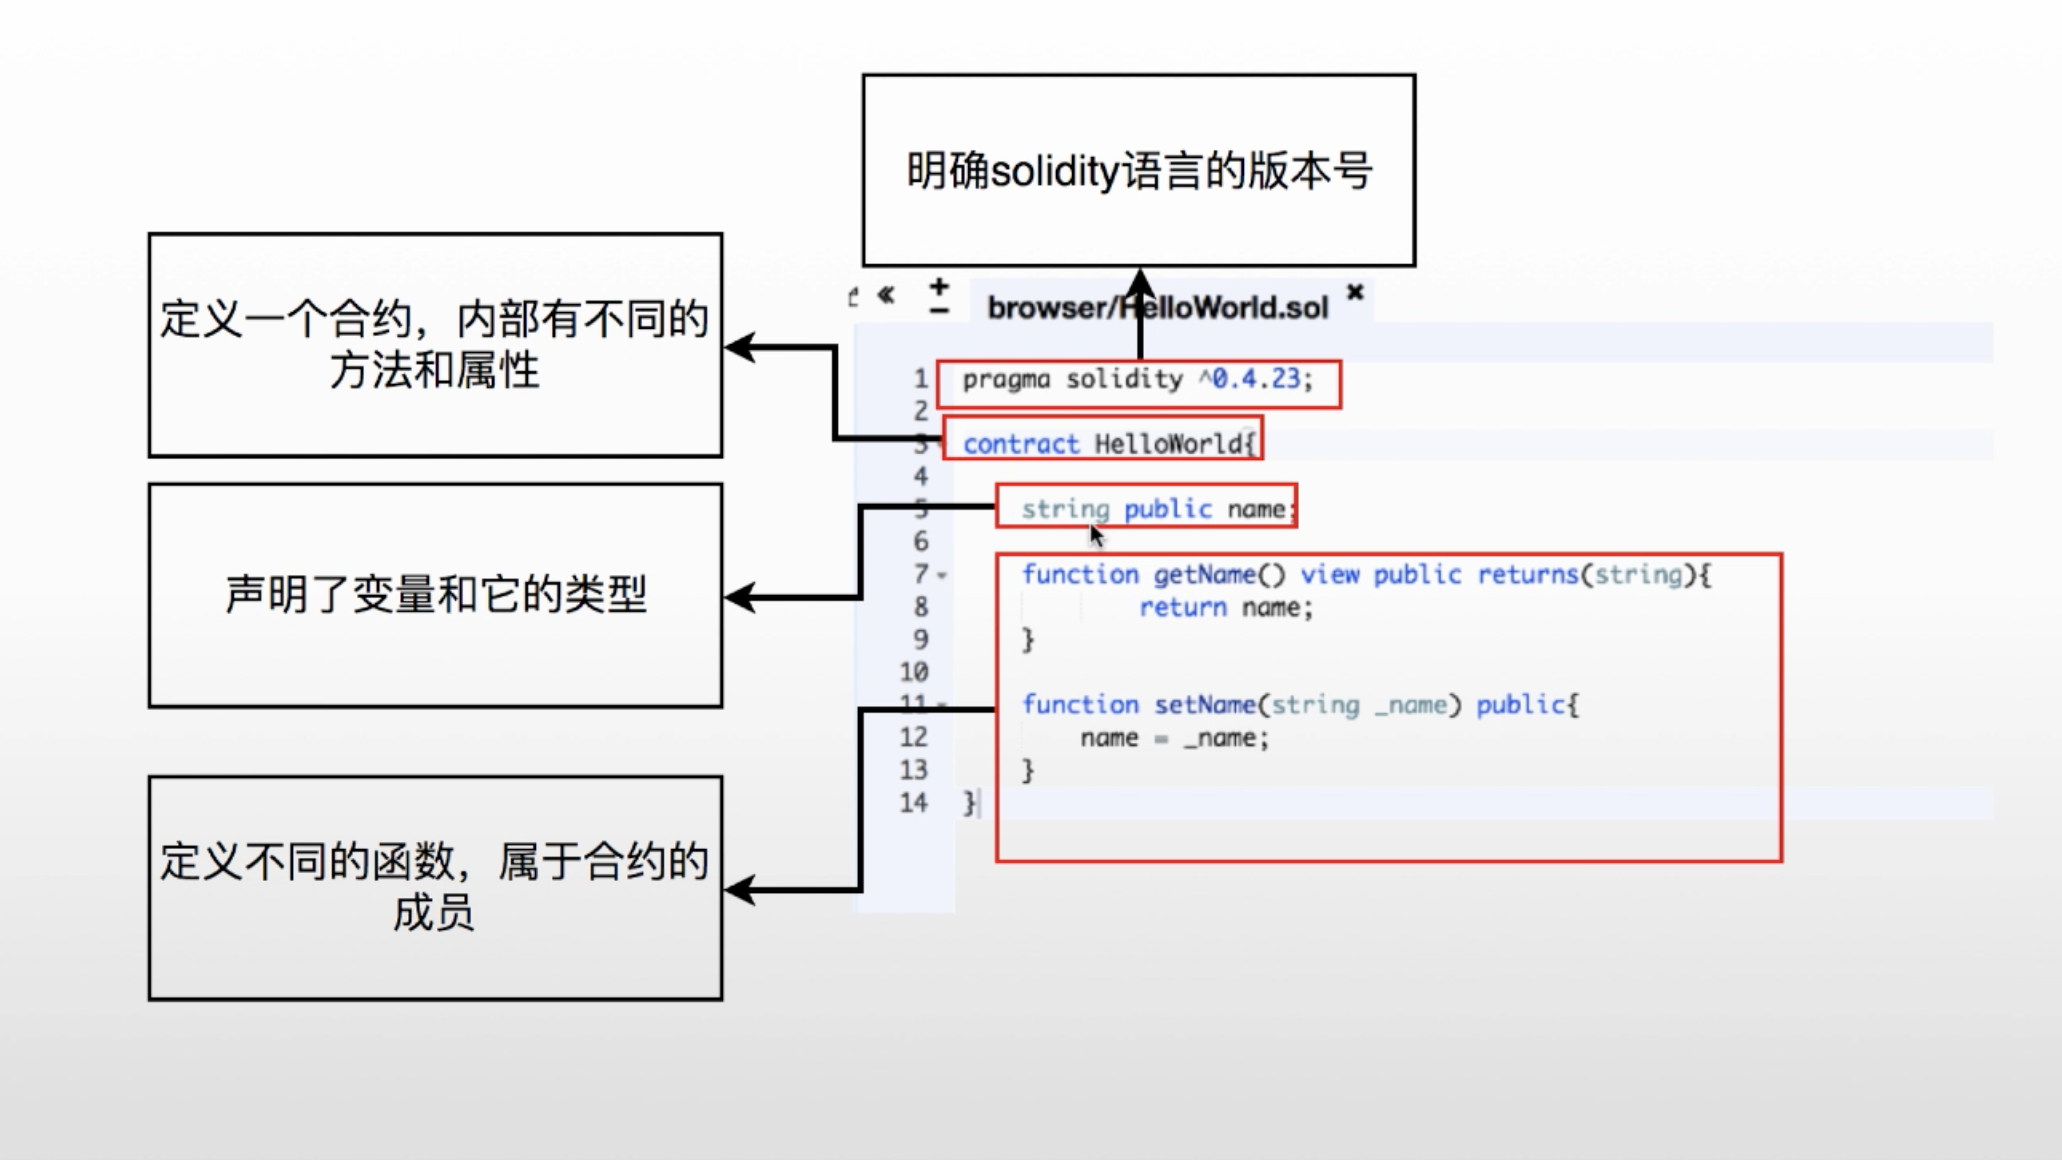 明确solidity语言的版本号
定义一个合约，内部有不同的
方法和属性
声明了变量和它的类型
定义不同的函数，属于合约的
成员
browser/HelloWorld.sol
1 pragma solidity ^0.4.23;
2
3 contract HelloWorld{
4
5 string public name;
6
7 function getName() view public returns(string){
8 return name;
9 }
10
11 function setName(string _name) public{
12 name = _name;
13 }
14 }